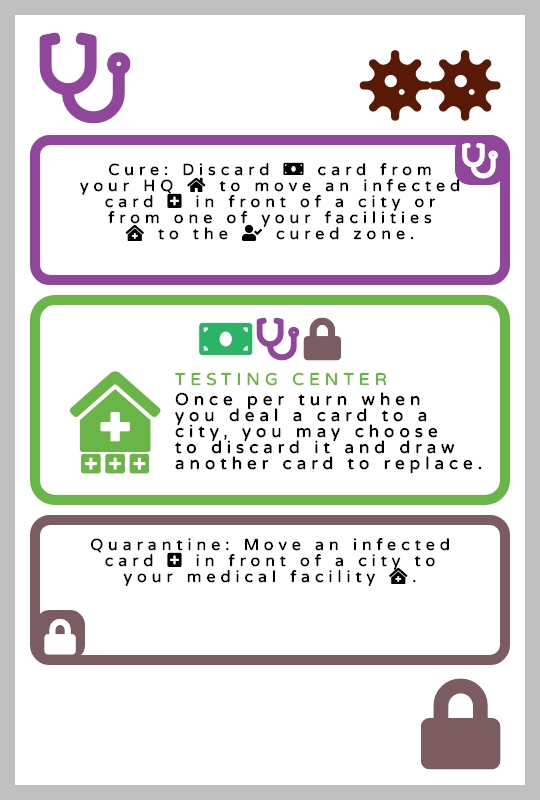 Cure: Discard card from
your HQ to move an infected
card in front of a city or
from one of your facilities
to the cured zone.
TESTING CENTER
Once per turn when
you deal a card to a
city, you may choose
to discard it and draw
another card to replace.
Quarantine: Move an infected
card in front of a city to
your medical facility .